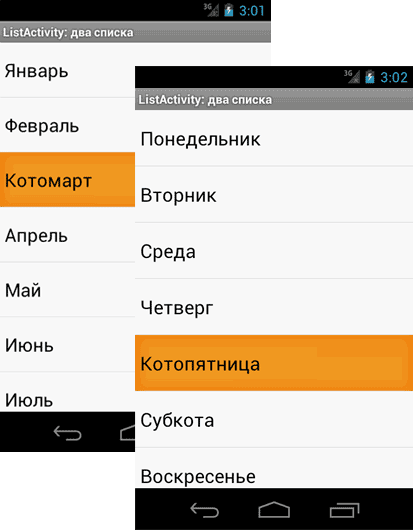 3G 3:01
ListActivity: два списка
Январь
Февраль
Котомарт
Апрель
Май
Июнь
Июль
3G 3:02
ListActivity: два списка
Понедельник
Вторник
Среда
Четверг
Котопятница
Субкота
Воскресенье